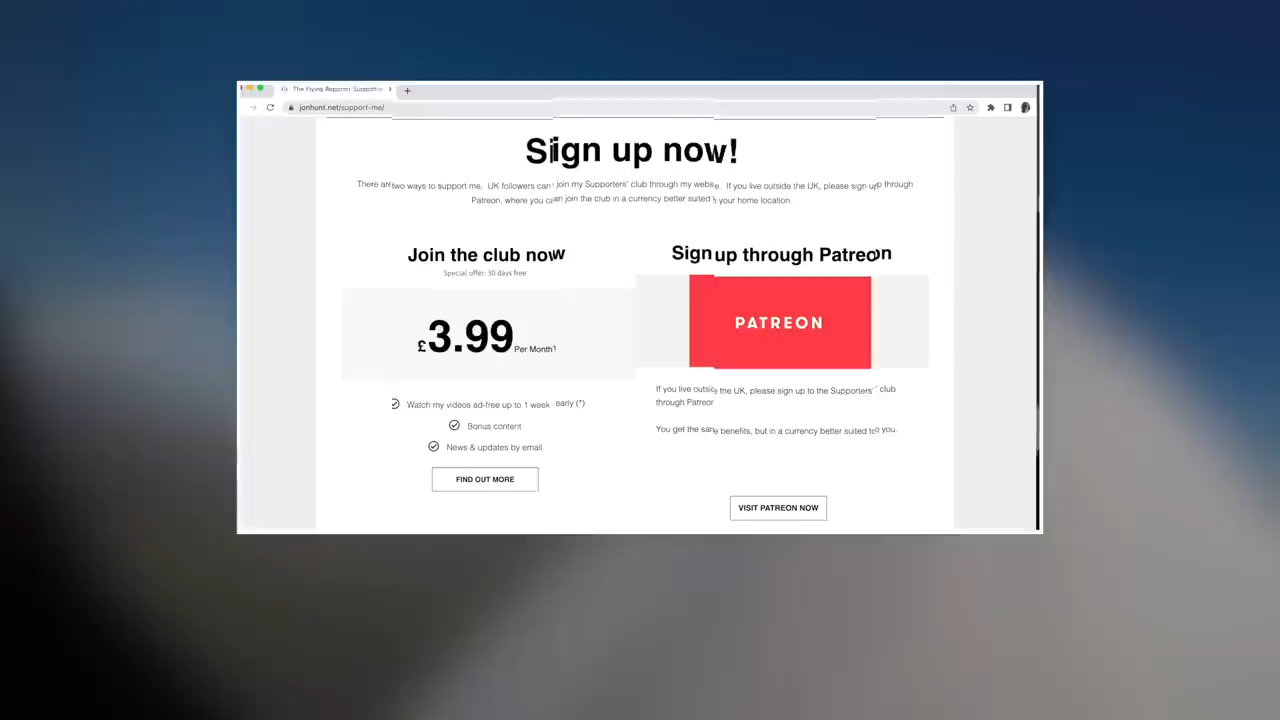 The Flying Reporter Support
jonhunt.net/support-me/
Sign up now!
There are two ways to support me. UK followers can join my Supporters' club through my website. If you live outside the UK, please sign up through
Patreon, where you can join the club in a currency better suited your home location.
Join the club now
Special offer: 30 days free
£3.99 Per Month
Watch my videos ad-free up to 1 week early (*)
Bonus content
News & updates by email
FIND OUT MORE
Sign up through Patreon
PATREON
If you live outside the UK, please sign up to the Supporters' club
through Patreon
You get the same benefits, but in a currency better suited to you.
VISIT PATREON NOW